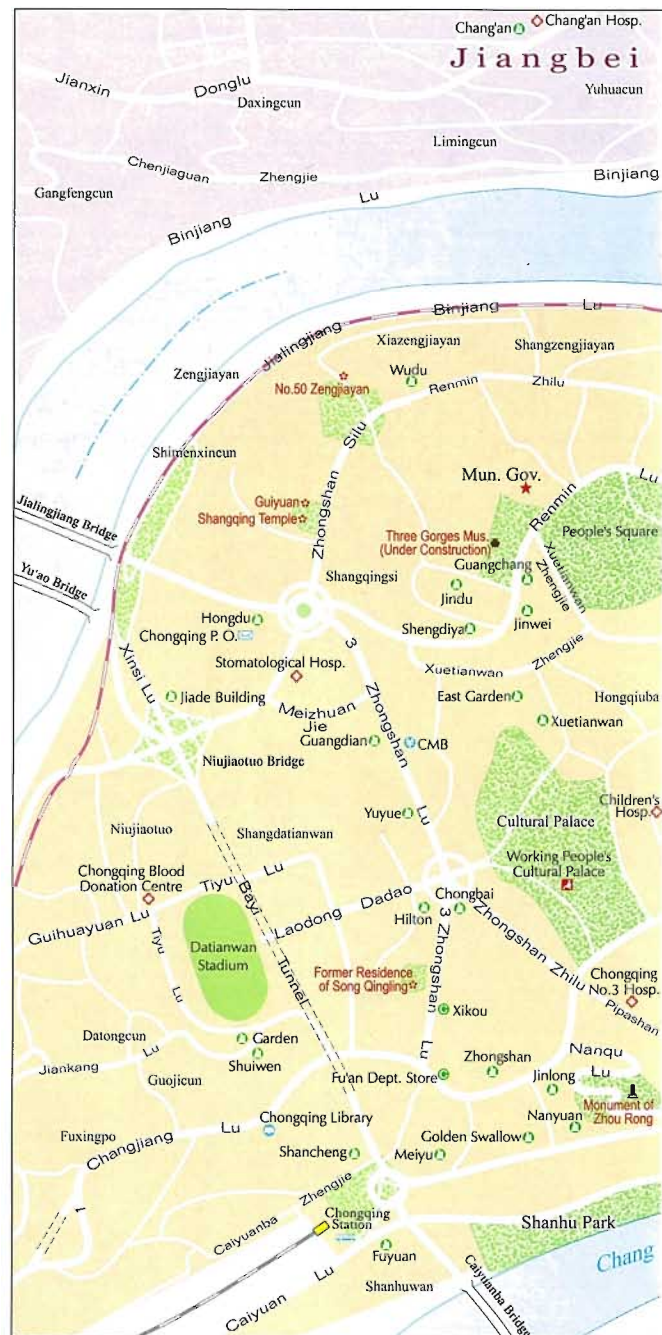 Chang'an
Chang'an Hosp.
Jiangbei
Jianxin
Donglu
Daxingcun
Yuhuacun
Limingcun
Chenjiaguan
Zhengjie
Gangfengcun
Binjiang
Lu
Binjiang
Binjiang
Lu
Jialingjiang
Xiazengjiayan
Shangzengjiayan
Zengjiayan
Wudu
No.50 Zengjiayan
Renmin
Zhilu
Shimenxincun
Zhongshan
Silu
Mun. Gov.
Renmin
Lu
Guiyuan
Shangqing Temple
Jialingjiang Bridge
Three Gorges Mus.
(Under Construction)
People's Square
Guangchang
Xuetianwan
Zhengjie
Yu'ao Bridge
Shangqingsi
Jindu
Jinwei
Hongdu
Chongqing P. O.
Shengdiya
Xinsi Lu
Stomatological Hosp.
Xuetianwan
Zhengjie
Jiade Building
Meizhuan
Jie
3
Zhongshan
Lu
East Garden
Hongqiuba
Xuetianwan
Guangdian
CMB
Niujiaotuo Bridge
Yuyue
Cultural Palace
Children's
Hosp.
Niujiaotuo
Shangdatianwan
Working People's
Cultural Palace
Chongqing Blood
Donation Centre
Tiyu
Lu
Bayi
Tunnel
Laodong
Dadao
Hilton
Chongbai
Guihuayuan Lu
Tiyu
Lu
Datianwan
Stadium
3 Zhongshan
Lu
Zhongshan
Zhilu
Former Residence
of Song Qingling
Chongqing
No.3 Hosp.
Pipashan
Xikou
Datongcun
Garden
Jiankang
Lu
Shuiwen
Guojicun
Fu'an Dept. Store
Zhongshan
Nanqu
Lu
Jinlong
Monument of
Zhou Rong
Nanyuan
Chongqing Library
Fuxingpo
Changjiang
Lu
Shancheng
Meiyu
Golden Swallow
1
Caiyuanba
Zhengjie
Chongqing
Station
Shanhu Park
Fuyuan
Chang
Shanhuwan
Caiyuan
Lu
Caiyuanba Bridge